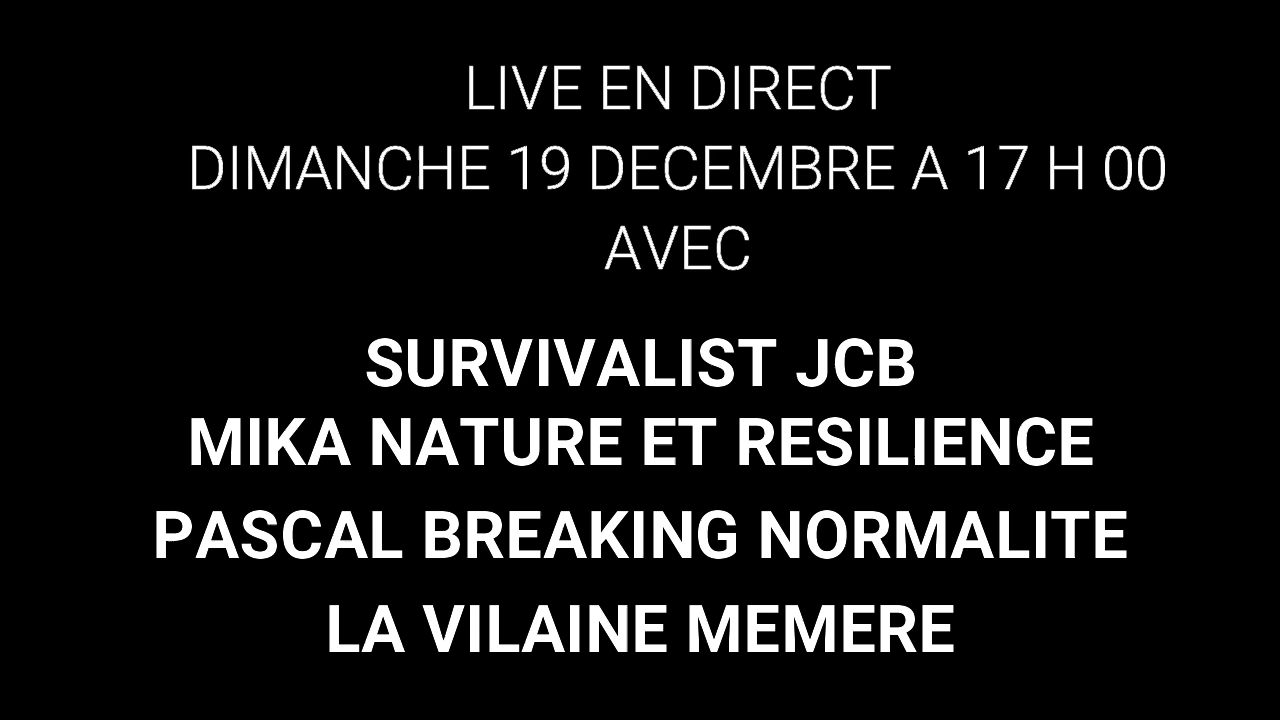 LIVE EN DIRECT
DIMANCHE 19 DECEMBRE A 17 H 00
AVEC
SURVIVALIST JCB
MIKA NATURE ET RESILIENCE
PASCAL BREAKING NORMALITE
LA VILAINE MEMERE